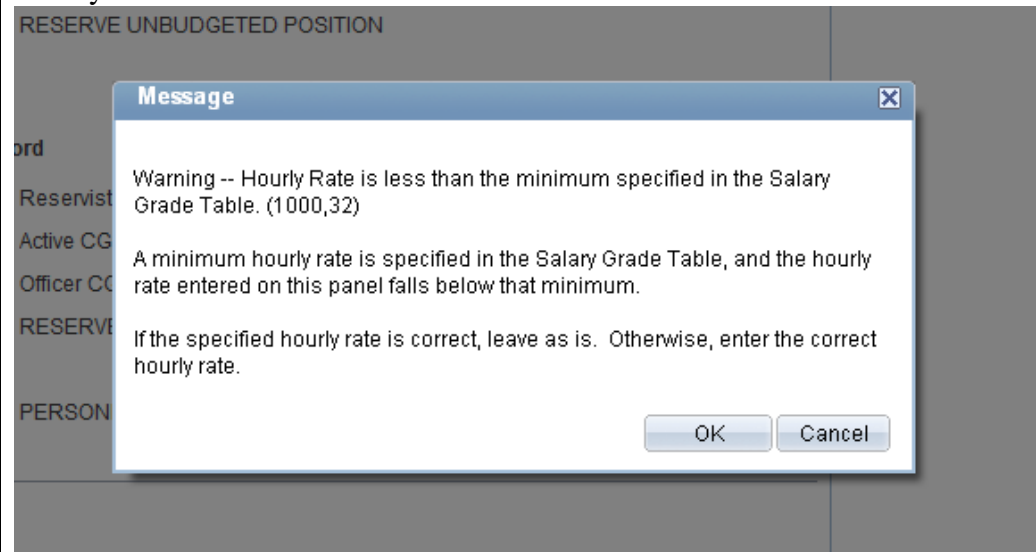 RESERVE UNBUDGETED POSITION
Message
ord
Warning -- Hourly Rate is less than the minimum specified in the Salary
Grade Table. (1000,32)
Reservist
Active CG
A minimum hourly rate is specified in the Salary Grade Table, and the hourly
rate entered on this panel falls below that minimum.
Officer CC
RESERVE
If the specified hourly rate is correct, leave as is.  Otherwise, enter the correct
hourly rate.
PERSON
OK
Cancel